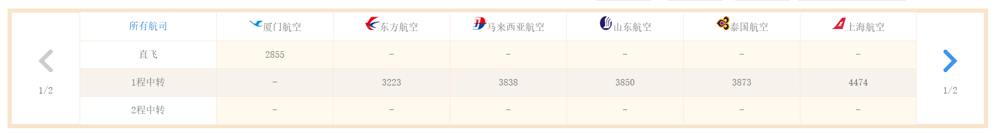 所有航司 厦门航空 东方航空 马来西亚航空 山东航空 泰国航空 上海航空
直飞 2855 - - - - -
1程中转 - 3223 3838 3850 3873 4474
1/2 1/2
2程中转 - - - - - -